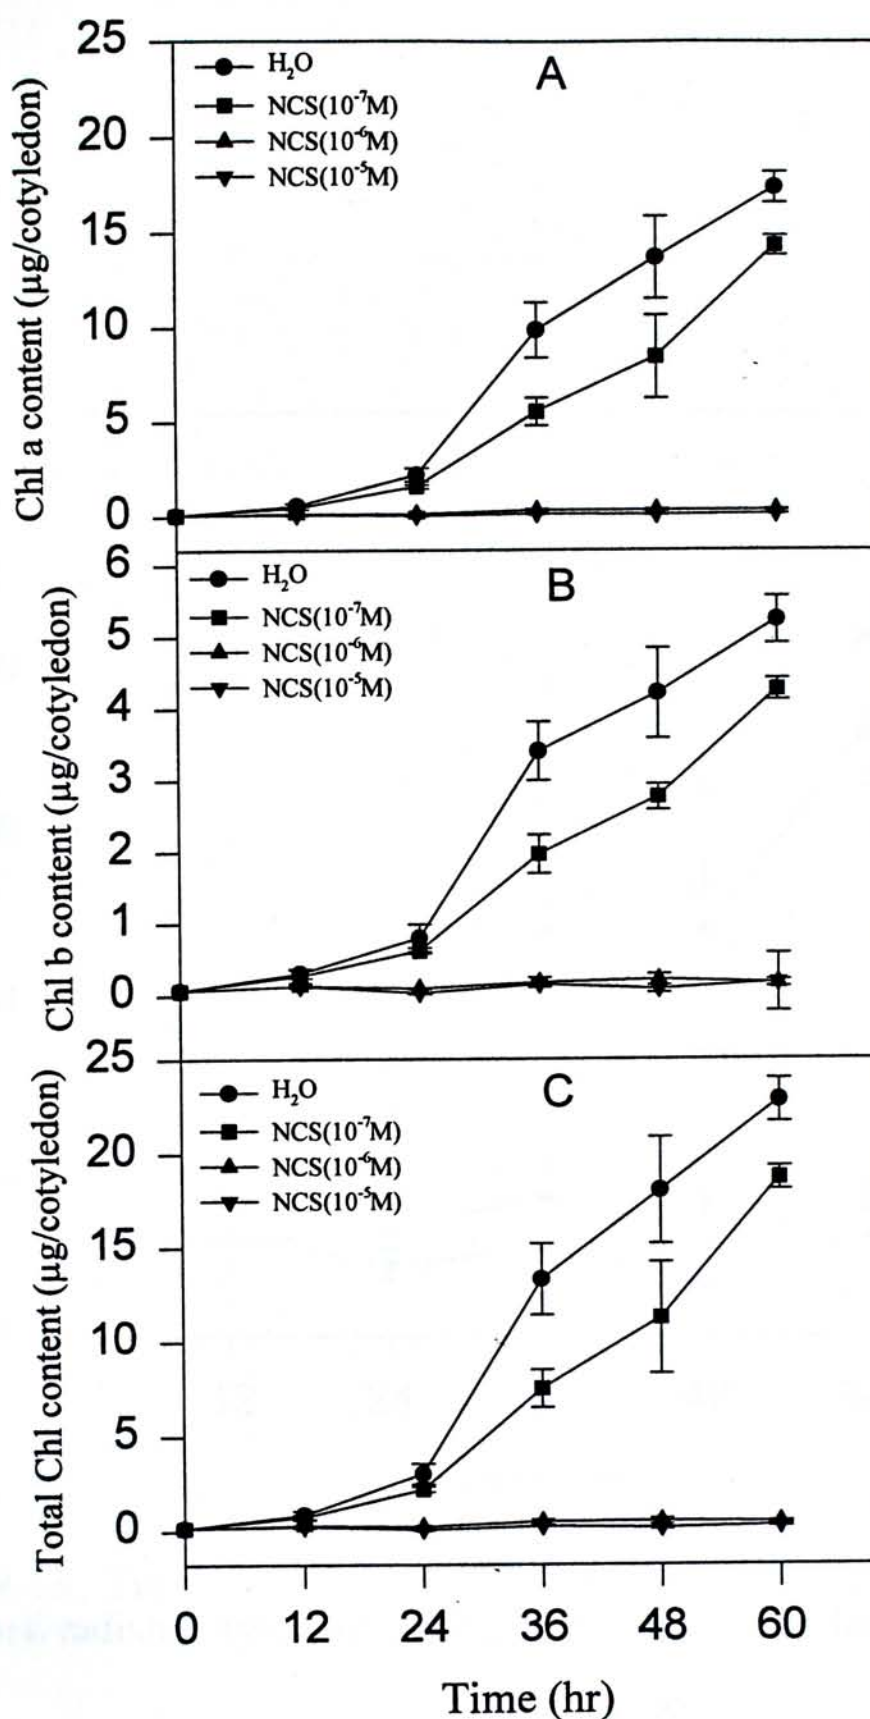 A
Chl a content (µg/cotyledon)
25
20
15
10
5
0
H₂O
NCS(10⁻⁷M)
NCS(10⁻⁶M)
NCS(10⁻⁵M)
B
Chl b content (µg/cotyledon)
6
5
4
3
2
1
0
H₂O
NCS(10⁻⁷M)
NCS(10⁻⁶M)
NCS(10⁻⁵M)
C
Total Chl content (µg/cotyledon)
25
20
15
10
5
0
H₂O
NCS(10⁻⁷M)
NCS(10⁻⁶M)
NCS(10⁻⁵M)
0 12 24 36 48 60
Time (hr)